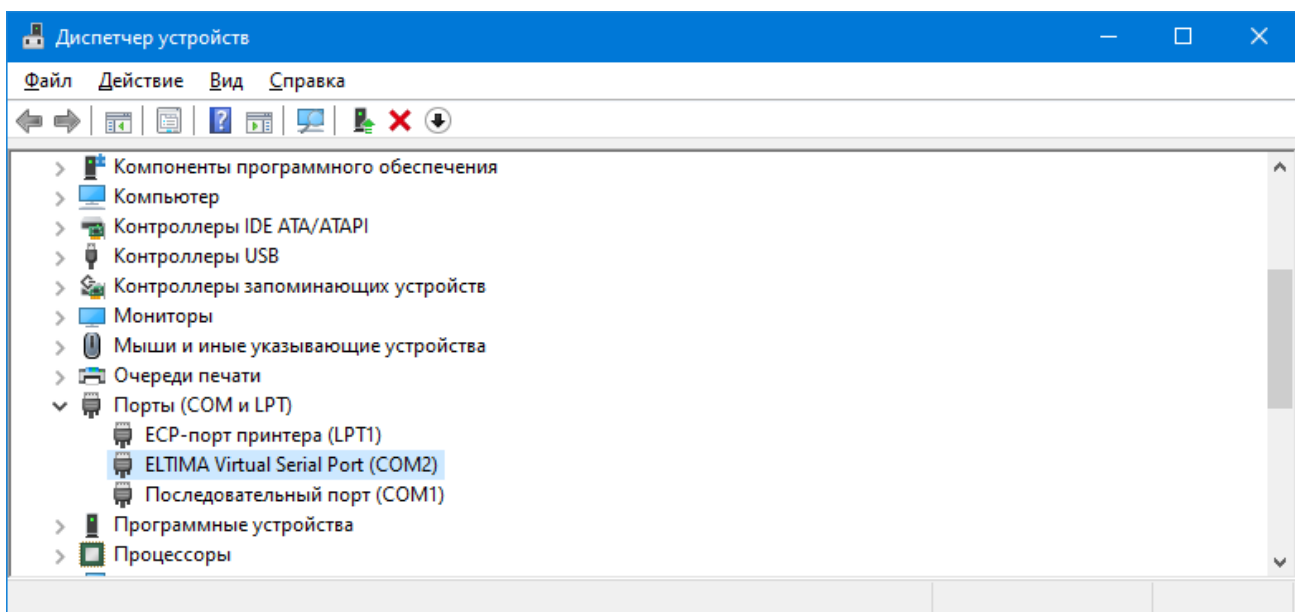 Диспетчер устройств
Файл Действие Вид Справка
Компоненты программного обеспечения
Компьютер
Контроллеры IDE ATA/ATAPI
Контроллеры USB
Контроллеры запоминающих устройств
Мониторы
Мыши и иные указывающие устройства
Очереди печати
Порты (COM и LPT)
ECP-порт принтера (LPT1)
ELTIMA Virtual Serial Port (COM2)
Последовательный порт (COM1)
Программные устройства
Процессоры